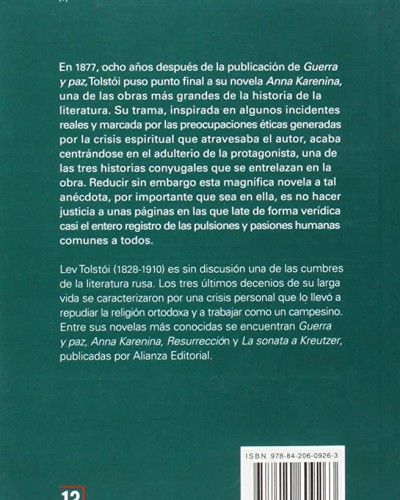 En 1877, ocho años después de la publicación de Guerra
y paz, Tolstói puso punto final a su novela Anna Karenina,
una de las obras más grandes de la historia de la
literatura. Su trama, inspirada en algunos incidentes
reales y marcada por las preocupaciones éticas generadas
por la crisis espiritual que atravesaba el autor, acaba
centrándose en el adulterio de la protagonista, una de
las tres historias conyugales que se entrelazan en la
obra. Reducir sin embargo esta magnífica novela a tal
anécdota, por importante que sea en ella, es no hacer
justicia a unas páginas en las que late de forma verídica
casi el entero registro de las pulsiones y pasiones humanas
comunes a todos.
Lev Tolstói (1828-1910) es sin discusión una de las cumbres
de la literatura rusa. Los tres últimos decenios de su larga
vida se caracterizaron por una crisis personal que lo llevó a
repudiar la religión ortodoxa y a trabajar como un campesino.
Entre sus novelas más conocidas se encuentran Guerra
y paz, Anna Karenina, Resurrección y La sonata a Kreutzer,
publicadas por Alianza Editorial.
ISBN 978-84-206-0926-3